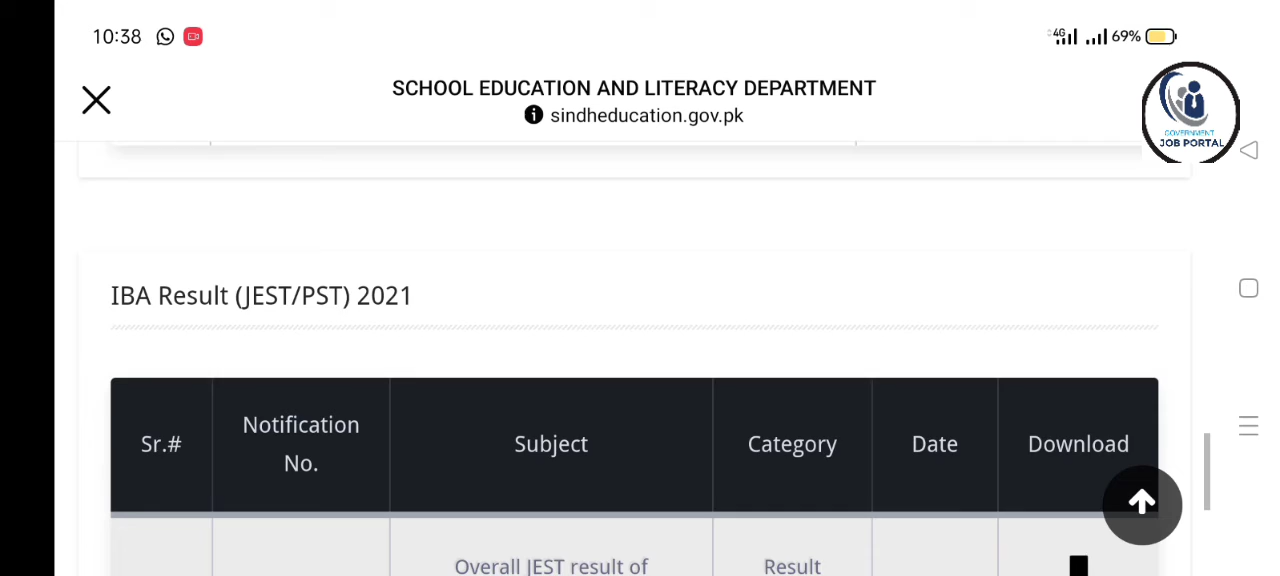 10:38
4G 69%
SCHOOL EDUCATION AND LITERACY DEPARTMENT
sindheducation.gov.pk
GOVERNMENT
JOB PORTAL
IBA Result (JEST/PST) 2021
Sr.# Notification No. Subject Category Date Download
Overall JEST result of Result